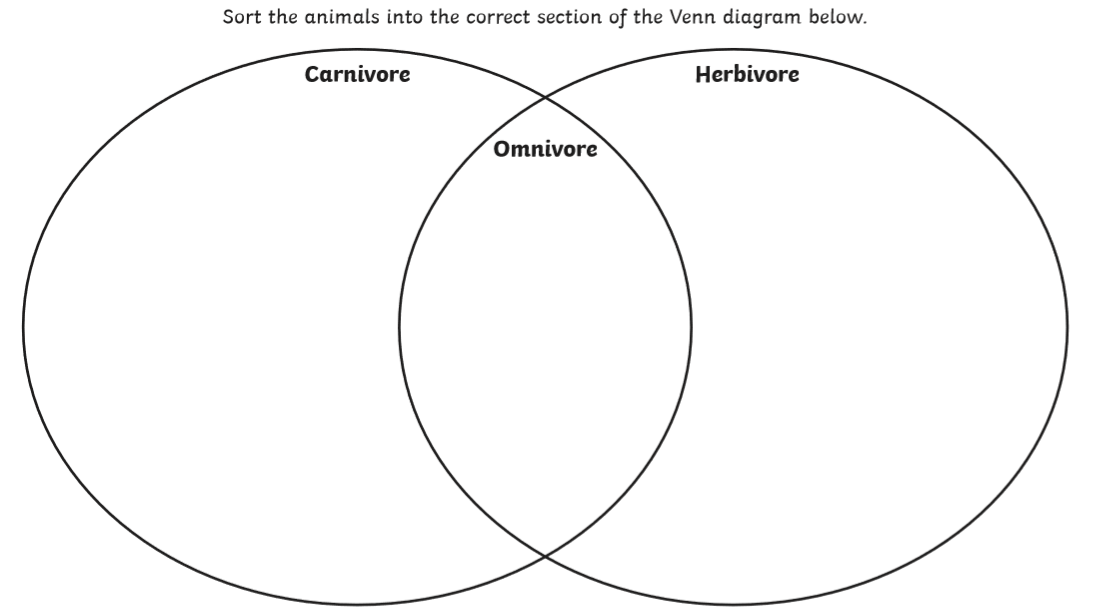 Sort the animals into the correct section of the Venn diagram below.
Carnivore
Herbivore
Omnivore